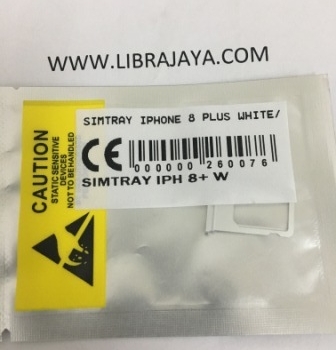 WWW.LIBRAJAYA.COM
SIMTRAY IPHONE 8 PLUS WHITE/
CE
000000 260076
SIMTRAY IPH 8+ W
CAUTION
STATIC SENSITIVE
DEVICES
NOT TO BE HANDLED